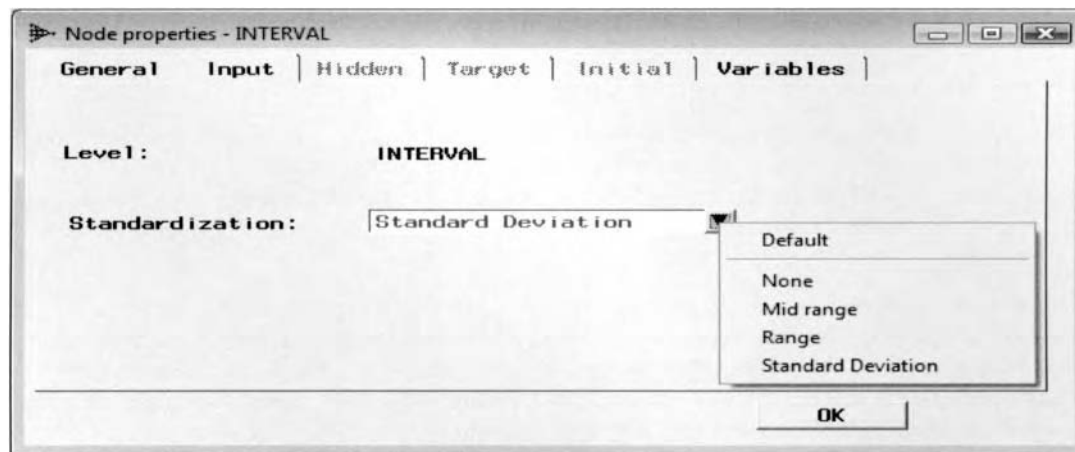 Node properties - INTERVAL
General Input Hidden Target Initial Variables
Level: INTERVAL
Standardization: Standard Deviation
Default
None
Mid range
Range
Standard Deviation
OK